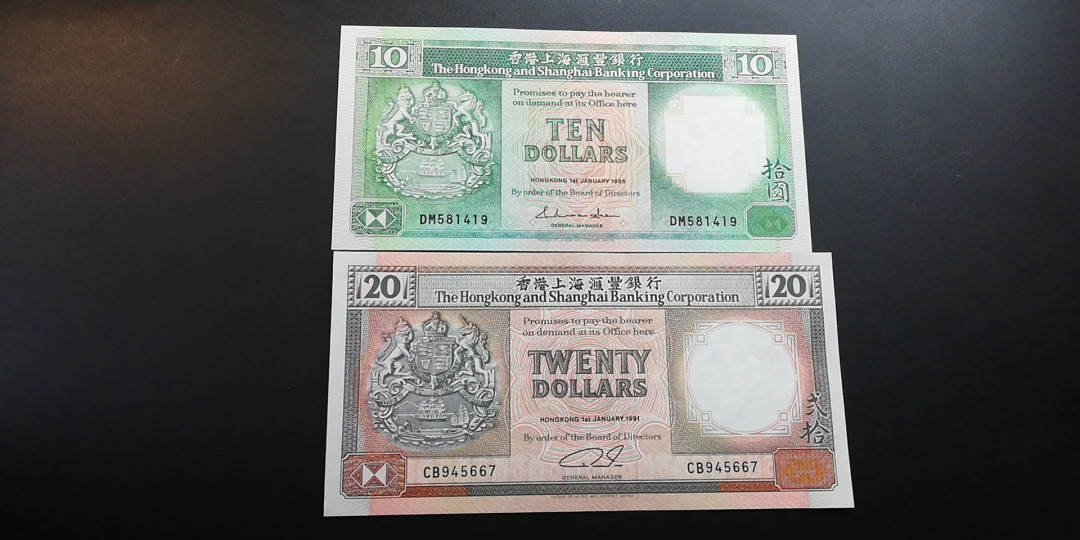 10
香港上海滙豐銀行
10
The Hongkong and Shanghai Banking Corporation
Promises to pay the bearer
on demand at its Office here
TEN
DOLLARS
拾圓
HONGKONG 1st JANUARY 1985
By order of the Board of Directors
DM581419
DM581419
GENERAL MANAGER
20
香港上海滙豐銀行
20
The Hongkong and Shanghai Banking Corporation
Promises to pay the bearer
on demand at its Office here
TWENTY
DOLLARS
HONGKONG 1st JANUARY 1991
貳拾
By order of the Board of Directors
CB945667
CB945667
GENERAL MANAGER